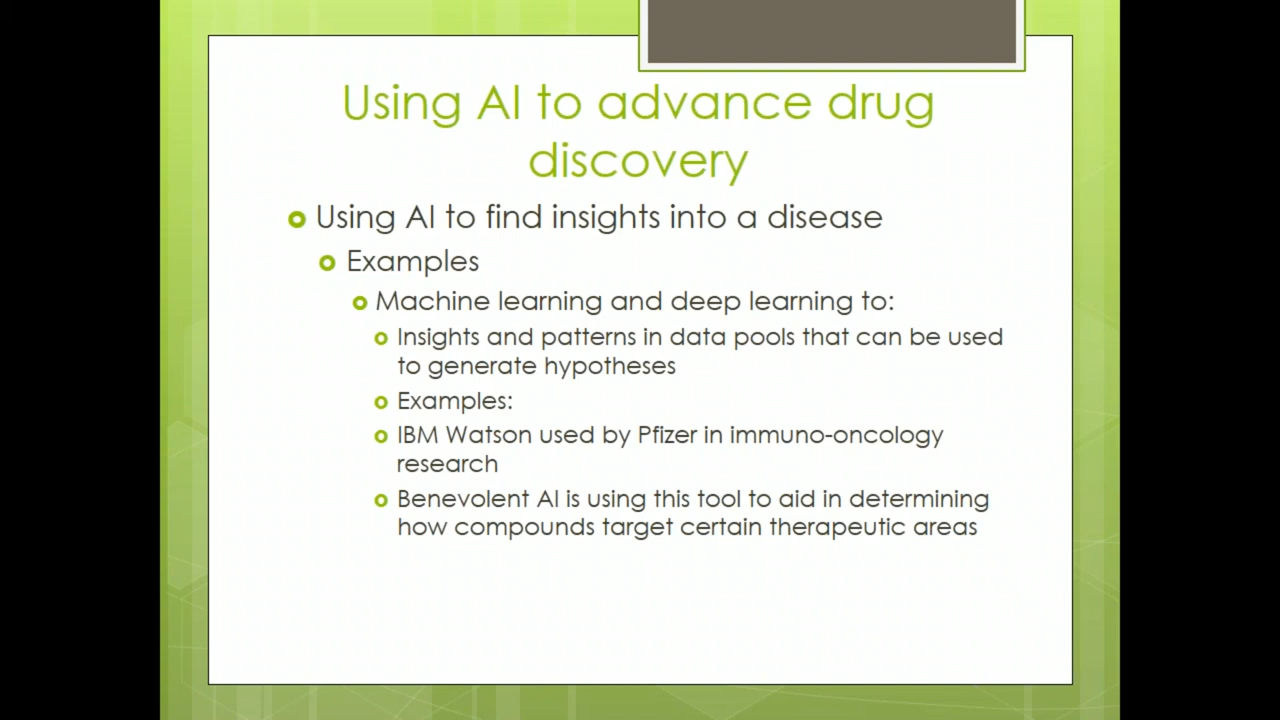 Using AI to advance drug
discovery
Using AI to find insights into a disease
Examples
Machine learning and deep learning to:
Insights and patterns in data pools that can be used
to generate hypotheses
Examples:
IBM Watson used by Pfizer in immuno-oncology
research
Benevolent AI is using this tool to aid in determining
how compounds target certain therapeutic areas